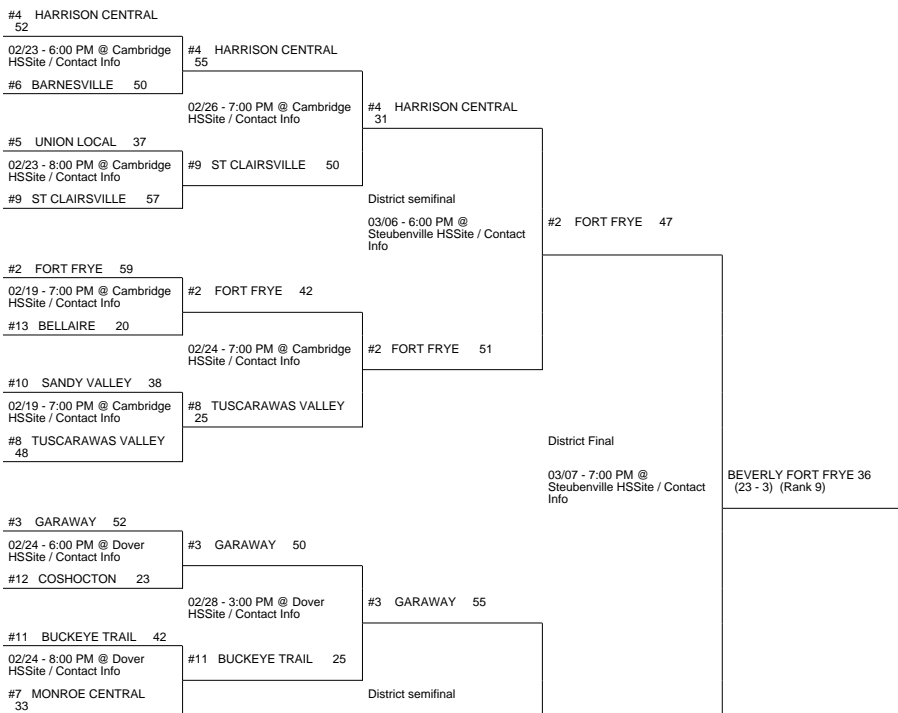 #4 HARRISON CENTRAL
52
02/23 - 6:00 PM @ Cambridge
HSSite / Contact Info
#6 BARNESVILLE 50
#4 HARRISON CENTRAL
55
02/26 - 7:00 PM @ Cambridge
HSSite / Contact Info
#5 UNION LOCAL 37
02/23 - 8:00 PM @ Cambridge
HSSite / Contact Info
#9 ST CLAIRSVILLE 57
#9 ST CLAIRSVILLE 50
#4 HARRISON CENTRAL
31
District semifinal
03/06 - 6:00 PM @
Steubenville HSSite / Contact
Info
#2 FORT FRYE 59
02/19 - 7:00 PM @ Cambridge
HSSite / Contact Info
#13 BELLAIRE 20
#2 FORT FRYE 42
02/24 - 7:00 PM @ Cambridge
HSSite / Contact Info
#10 SANDY VALLEY 38
02/19 - 7:00 PM @ Cambridge
HSSite / Contact Info
#8 TUSCARAWAS VALLEY
48
#8 TUSCARAWAS VALLEY
25
#2 FORT FRYE 51
#2 FORT FRYE 47
District Final
03/07 - 7:00 PM @
Steubenville HSSite / Contact
Info
BEVERLY FORT FRYE 36
(23 - 3) (Rank 9)
#3 GARAWAY 52
02/24 - 6:00 PM @ Dover
HSSite / Contact Info
#12 COSHOCTON 23
#3 GARAWAY 50
02/28 - 3:00 PM @ Dover
HSSite / Contact Info
#11 BUCKEYE TRAIL 42
02/24 - 8:00 PM @ Dover
HSSite / Contact Info
#7 MONROE CENTRAL
33
#11 BUCKEYE TRAIL 25
#3 GARAWAY 55
District semifinal